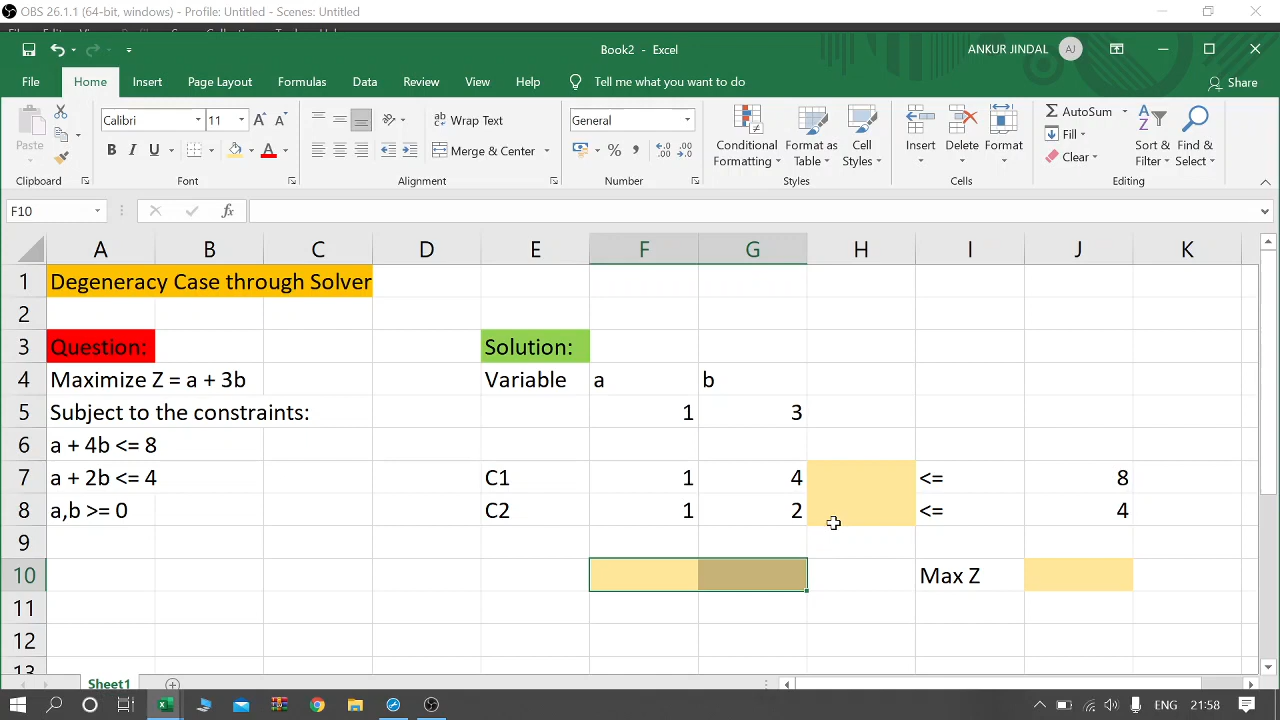 OBS 26.1.1 (64-bit, windows) - Profile: Untitled - Scenes: Untitled
Book2 - Excel
ANKUR JINDAL
AJ
File Home Insert Page Layout Formulas Data Review View Help Tell me what you want to do Share
Paste
Calibri 11
Wrap Text
General
Conditional Formatting
Format as Table
Cell Styles
Insert
Delete
Format
AutoSum
Fill
Clear
Sort & Filter
Find & Select
Merge & Center
Clipboard Font Alignment Number Styles Cells Editing
F10
fx
A B C D E F G H I J K
1 Degeneracy Case through Solver
2
3 Question: Solution:
4 Maximize Z = a + 3b Variable a b
5 Subject to the constraints: 1 3
6 a + 4b <= 8
7 a + 2b <= 4 C1 1 4 <= 8
8 a,b >= 0 C2 1 2 <= 4
9
10 Max Z
11
12
13
Sheet1
ENG 21:58